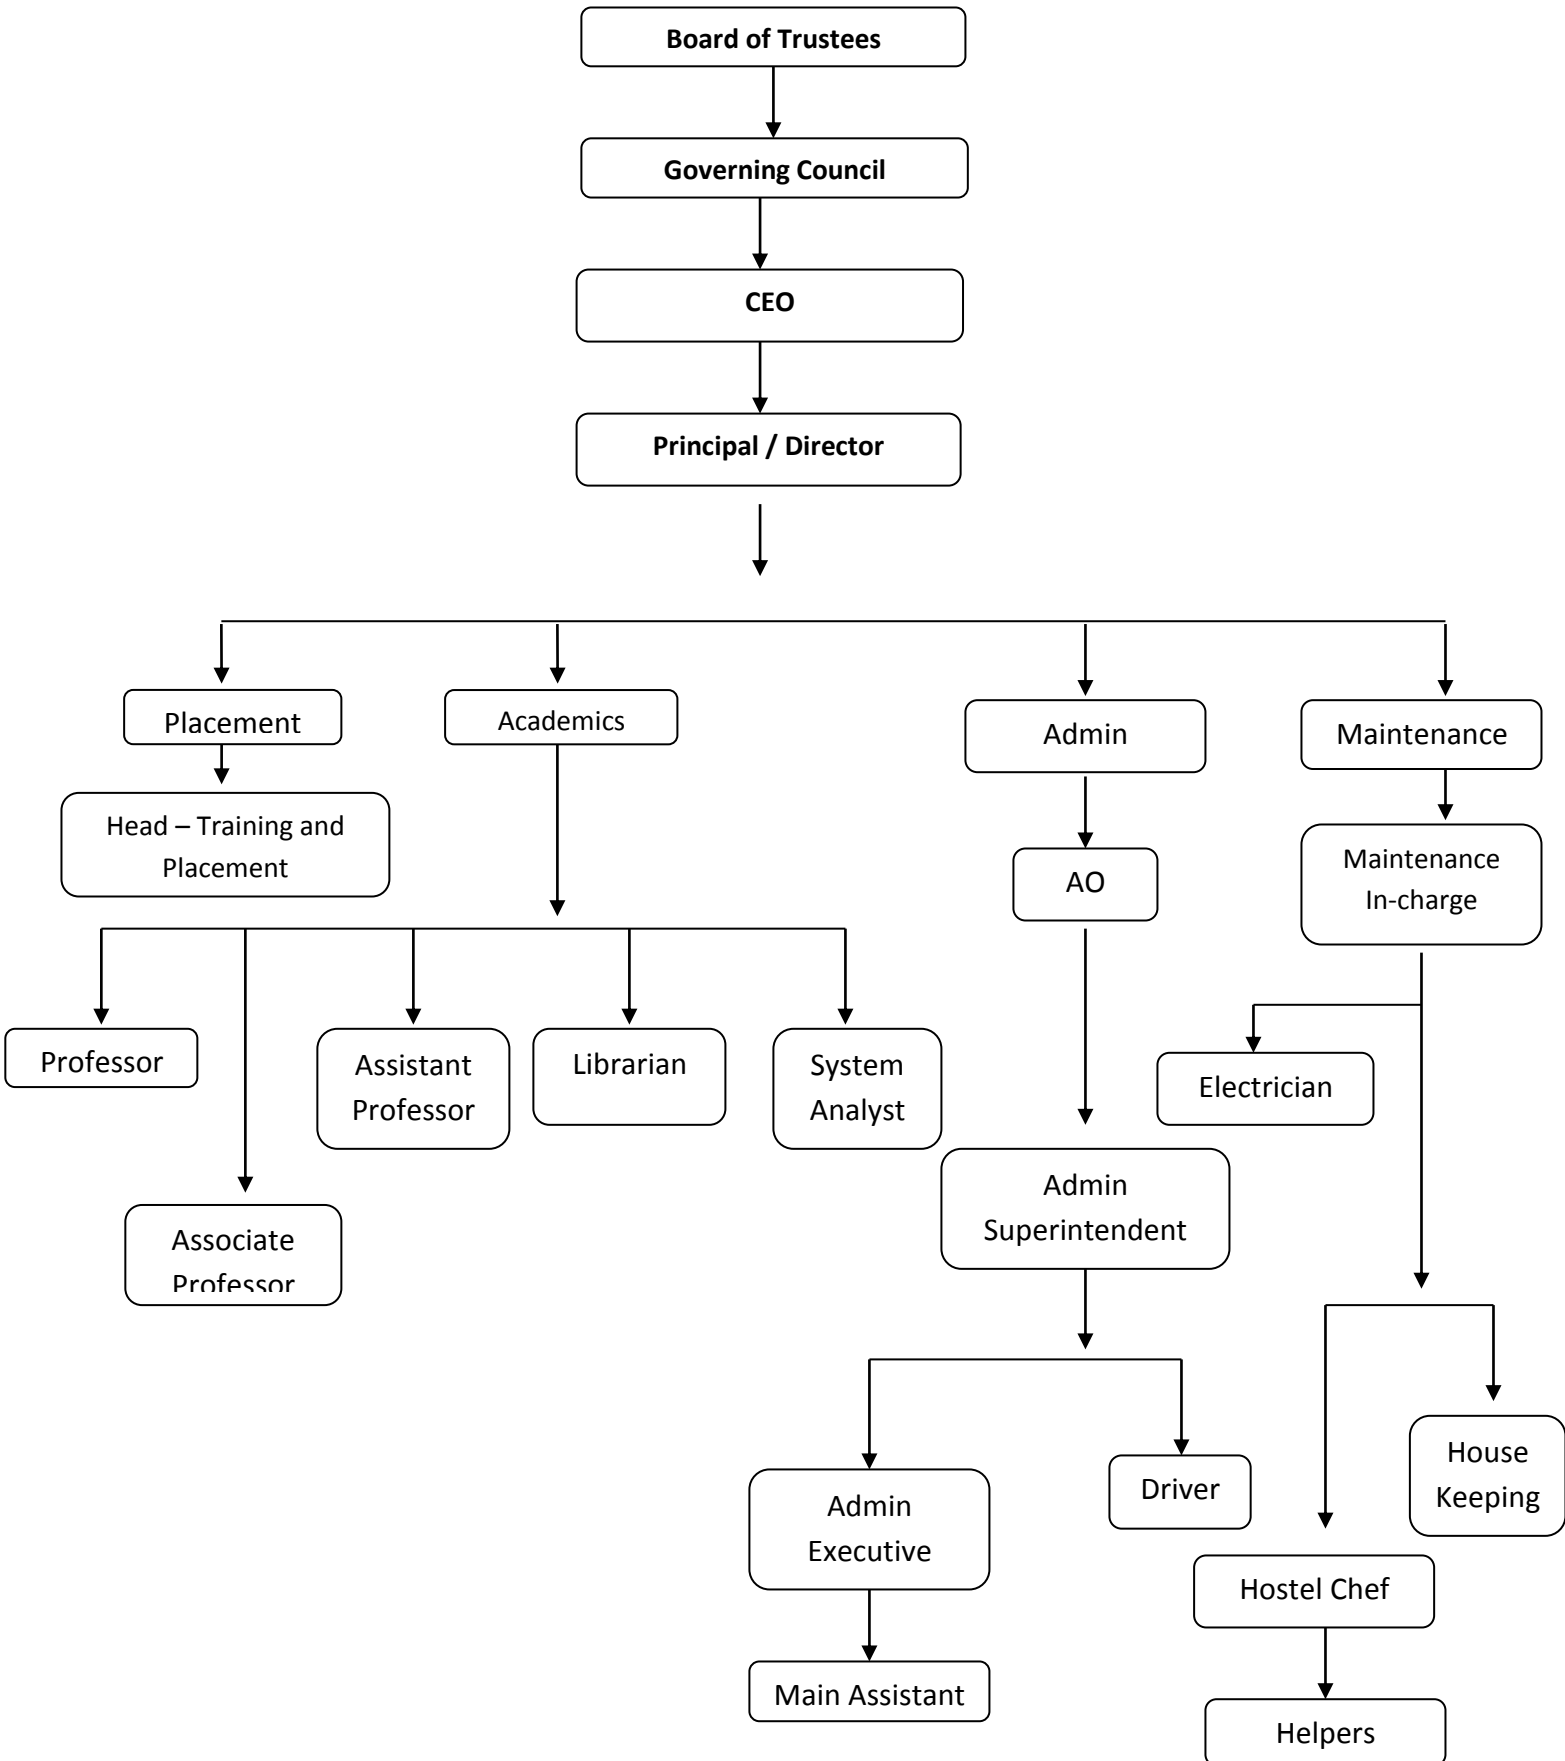 Board of Trustees
Governing Council
CEO
Principal / Director
Placement
Academics
Admin
Maintenance
Head – Training and
Placement
AO
Maintenance
In-charge
Professor
Assistant
Professor
Librarian
System
Analyst
Electrician
Associate
Professor
Admin
Superintendent
Admin
Executive
Driver
House
Keeping
Hostel Chef
Main Assistant
Helpers